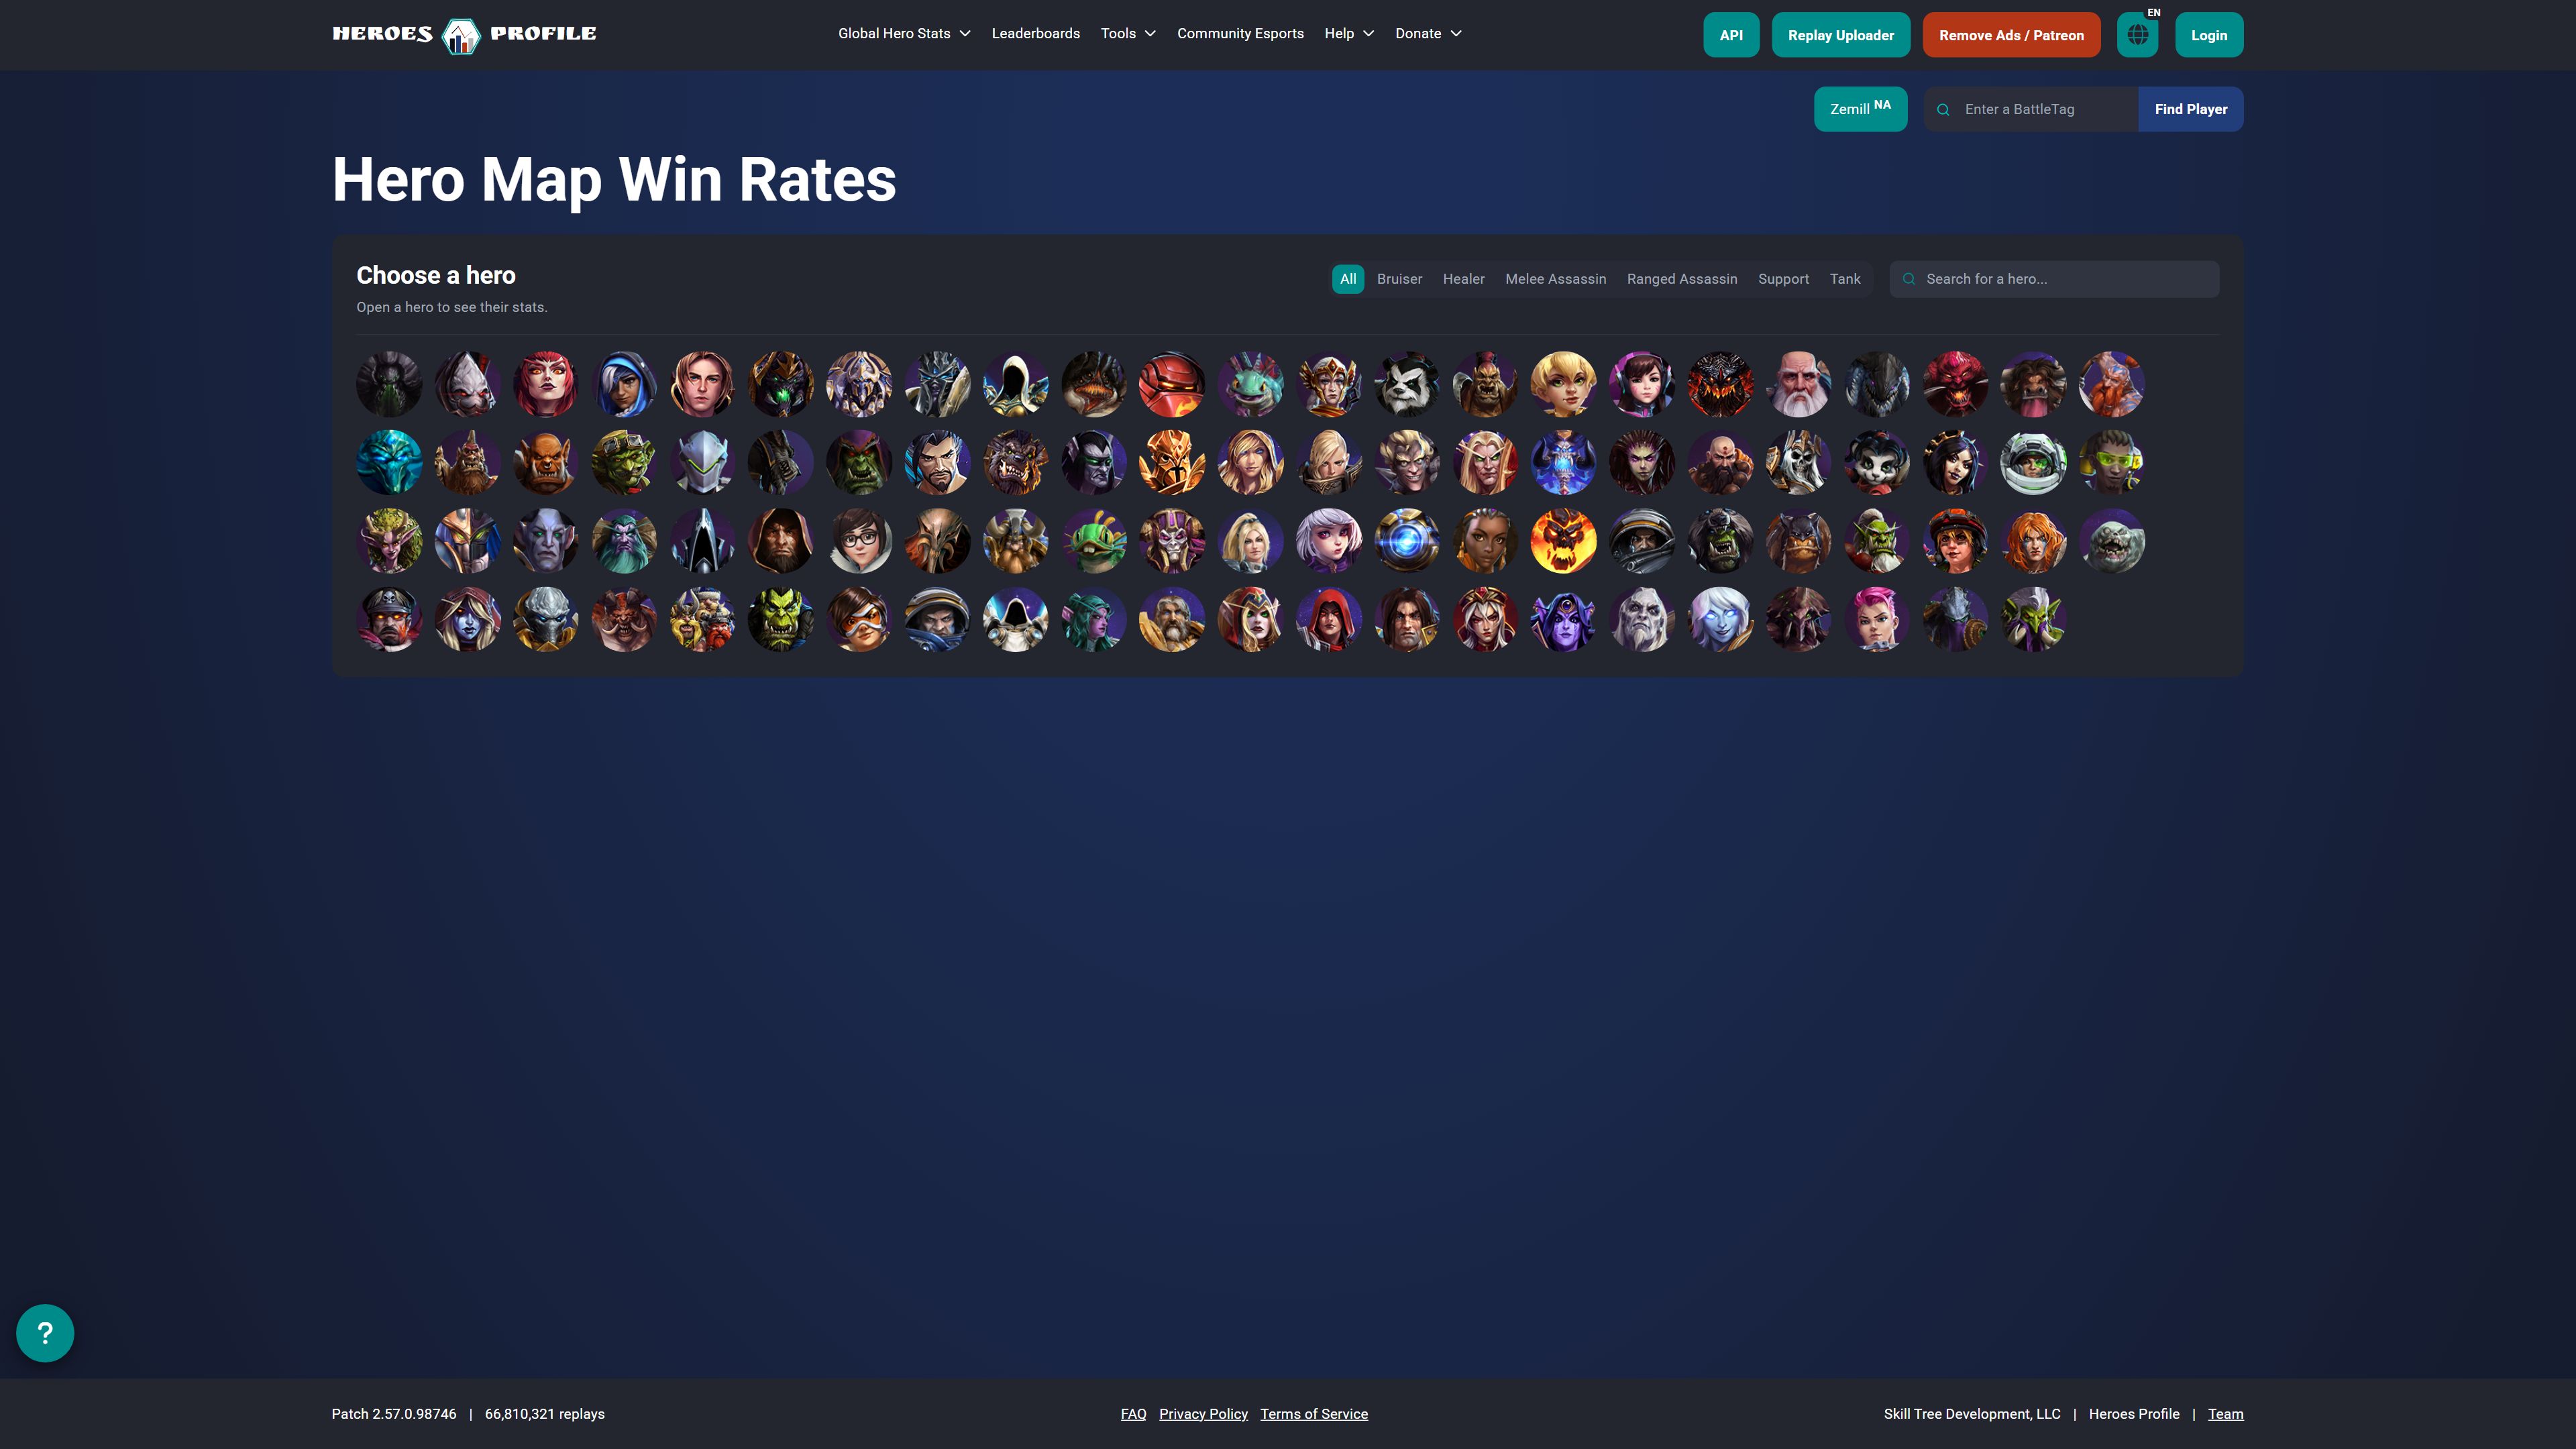 HEROES PROFILE
Global Hero Stats Leaderboards Tools Community Esports Help Donate
API Replay Uploader Remove Ads / Patreon EN Login
Zemill NA Enter a BattleTag Find Player
Hero Map Win Rates
Choose a hero All Bruiser Healer Melee Assassin Ranged Assassin Support Tank Search for a hero...
Open a hero to see their stats.
?
Patch 2.57.0.98746 | 66,810,321 replays FAQ Privacy Policy Terms of Service Skill Tree Development, LLC | Heroes Profile | Team